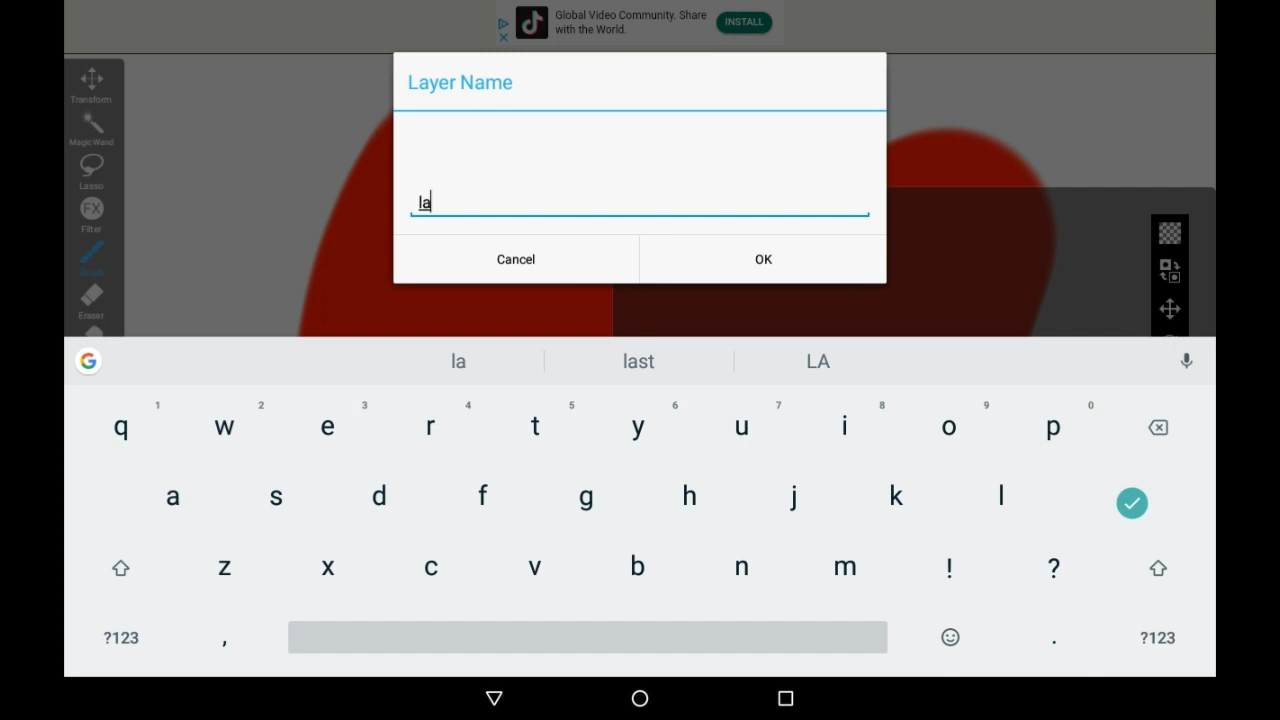 Global Video Community. Share
with the World.
INSTALL
Layer Name
la
Cancel
OK
Transform
Magic Wand
Lasso
FX
Filter
Brush
Eraser
G
la
last
LA
1 2 3 4 5 6 7 8 9 0
q w e r t y u i o p
a s d f g h j k l
z x c v b n m ! ?
?123 , . ?123